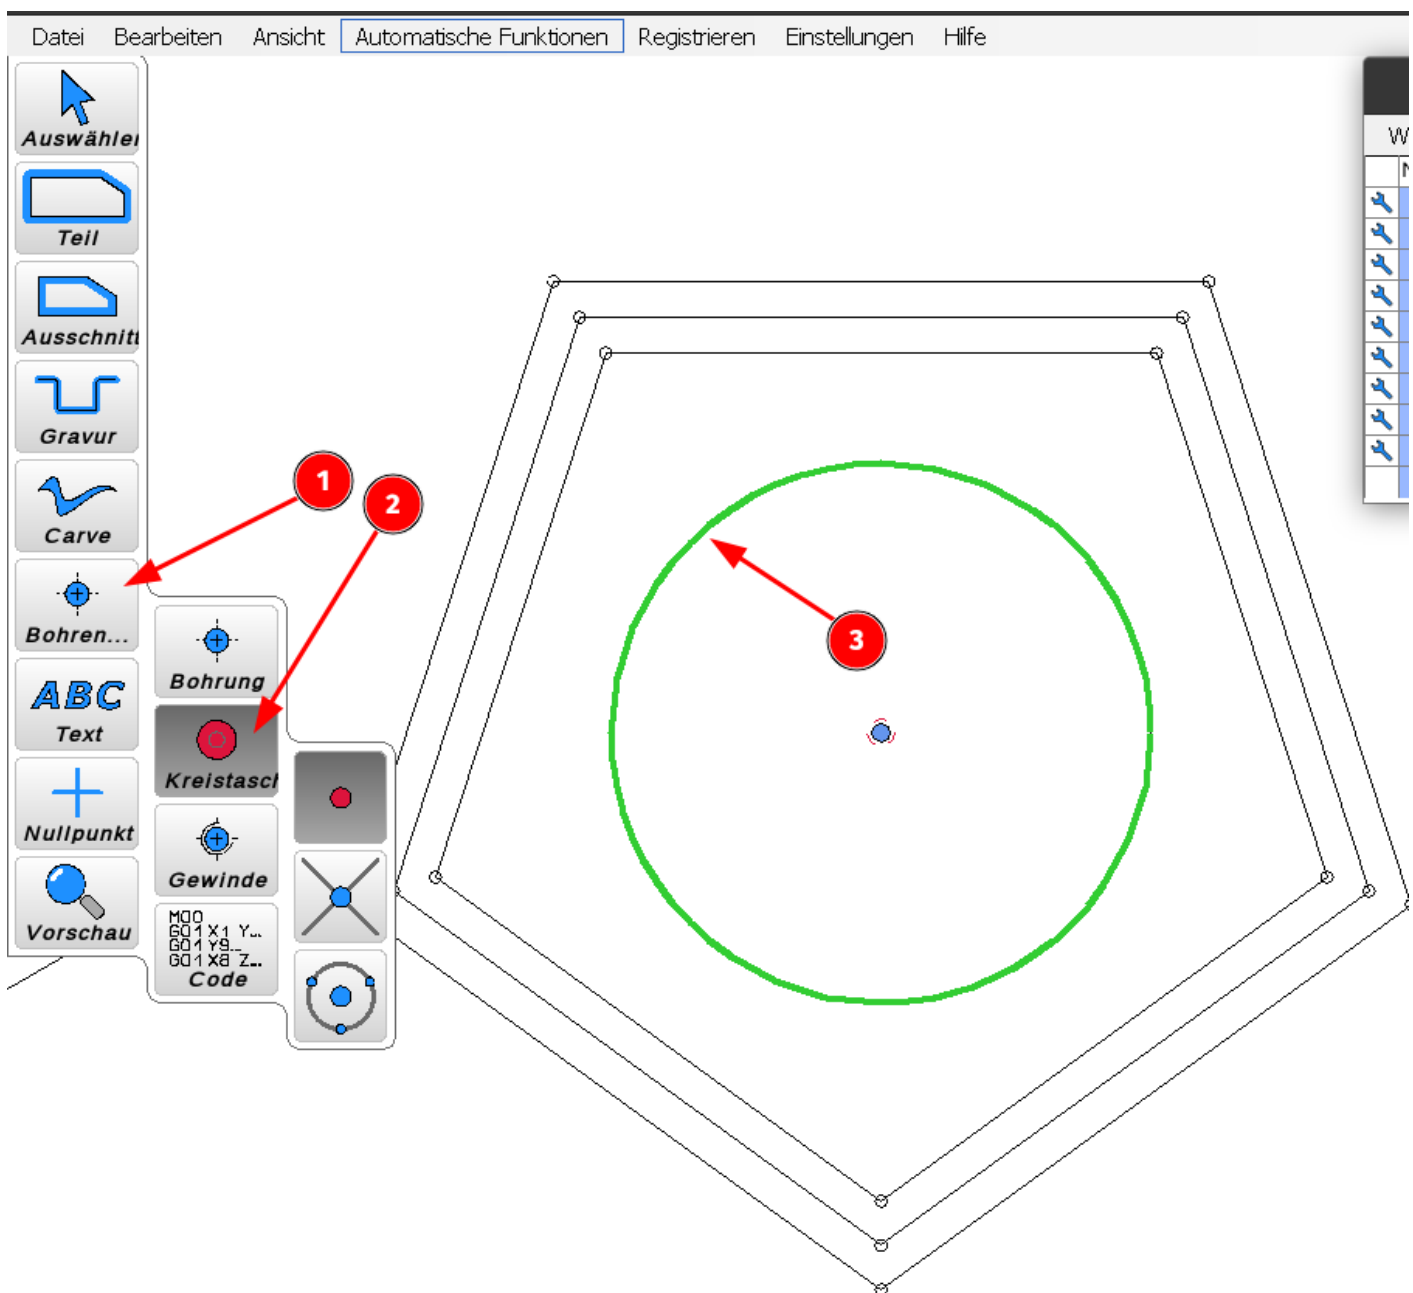 Datei Bearbeiten Ansicht Automatische Funktionen Registrieren Einstellungen Hilfe
Auswähle
Teil
Ausschnitt
Gravur
Carve
Bohren...
ABC
Text
Nullpunkt
Vorschau
Bohrung
Kreistasch
Gewinde
M00
G01 X1 Y...
G01 Y9...
G01 X8 Z...
Code
1
2
3
W